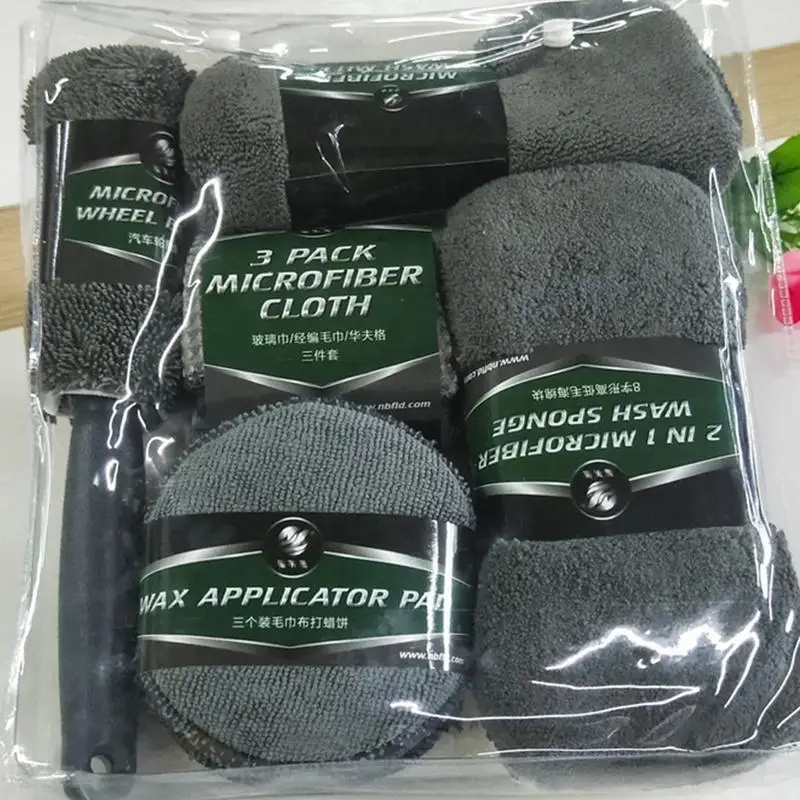 MICROFIBER
WASH MITT
MICROF
WHEEL B
汽车轮
3 PACK
MICROFIBER
CLOTH
玻璃巾/经编毛巾/华夫格
三件套
www.nbfld.com
www.nbfld.com
8字形高低毛海绵块
2 IN 1 MICROFIBER
WASH SPONGE
WAX APPLICATOR PAD
三个装毛巾布打蜡饼
www.nbfld.com